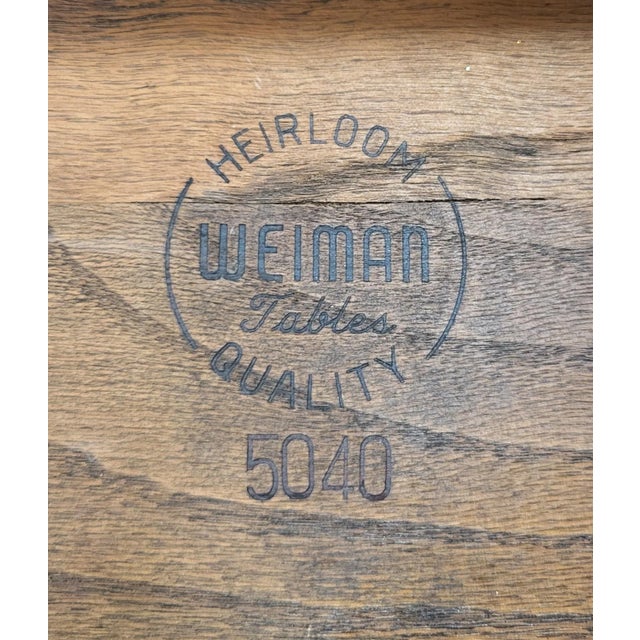 HEIRLOOM
WEIMAN
Tables
QUALITY
5040